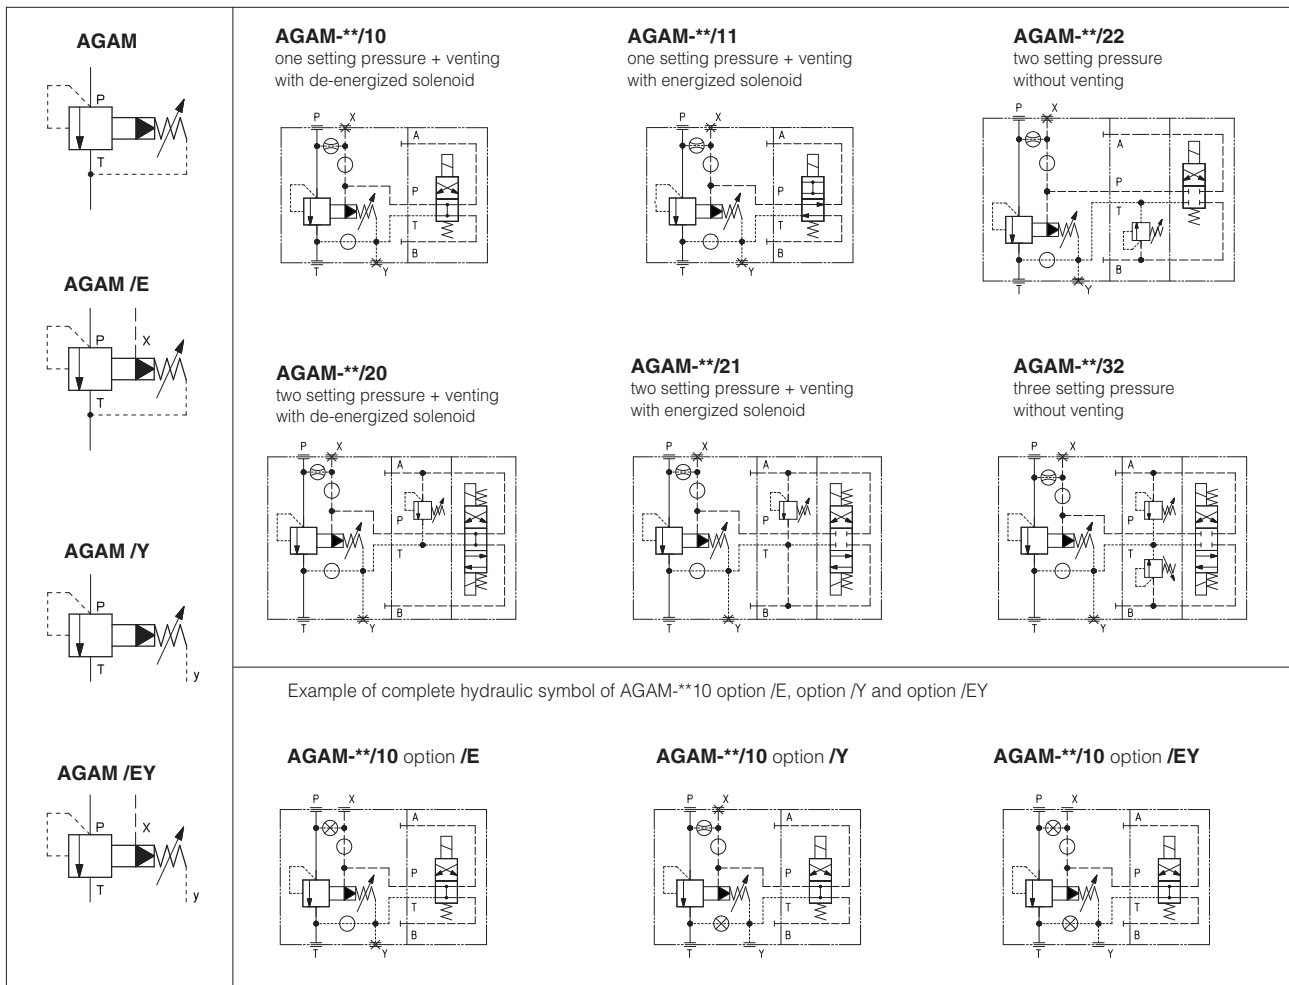 AGAM
P
T
AGAM /E
P
X
T
AGAM /Y
P
T
y
AGAM /EY
P
X
T
y
AGAM-**/10
one setting pressure + venting
with de-energized solenoid
P
X
A
P
T
B
T
Y
AGAM-**/11
one setting pressure + venting
with energized solenoid
P
X
A
P
T
B
T
Y
AGAM-**/22
two setting pressure
without venting
P
X
A
P
T
B
T
Y
AGAM-**/20
two setting pressure + venting
with de-energized solenoid
P
X
A
P
T
B
T
Y
AGAM-**/21
two setting pressure + venting
with energized solenoid
P
X
A
P
T
B
T
Y
AGAM-**/32
three setting pressure
without venting
P
X
A
P
T
B
T
Y
Example of complete hydraulic symbol of AGAM-**10 option /E, option /Y and option /EY
AGAM-**/10 option /E
P
X
A
P
T
B
T
Y
AGAM-**/10 option /Y
P
X
A
P
T
B
T
Y
AGAM-**/10 option /EY
P
X
A
P
T
B
T
Y